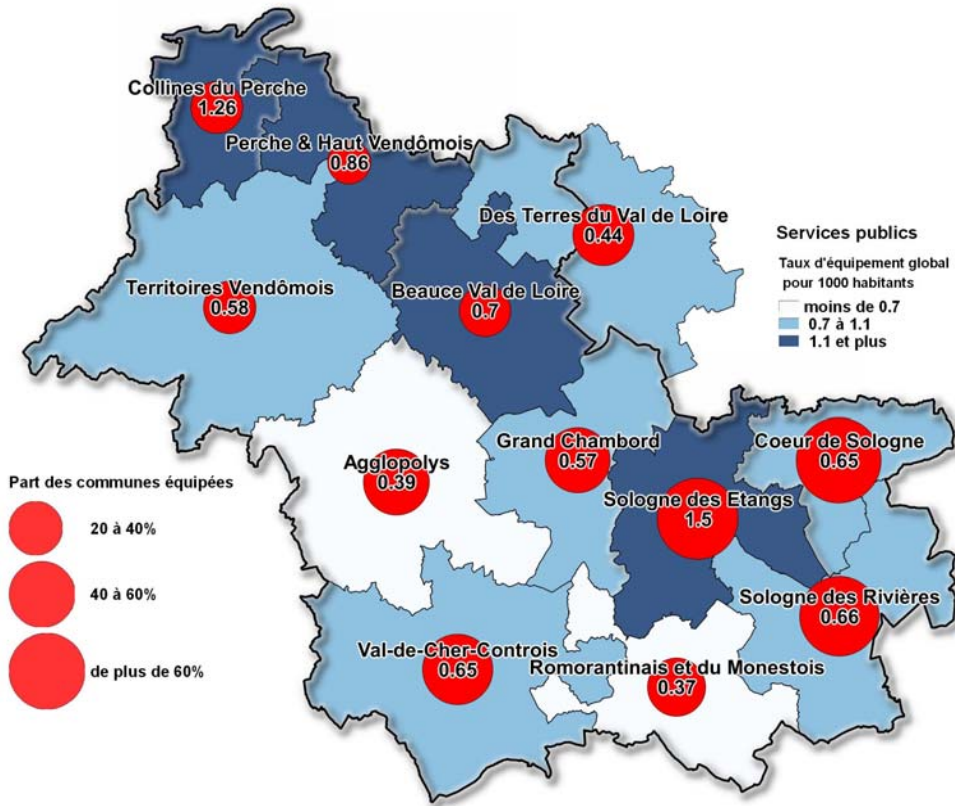 Collines du Perche
1.26
Perche & Haut Vendômois
0.86
Des Terres du Val de Loire
0.44
Territoires Vendômois
0.58
Beauce Val de Loire
0.7
Services publics
Taux d'équipement global
pour 1000 habitants
moins de 0.7
0.7 à 1.1
1.1 et plus
Grand Chambord
0.57
Coeur de Sologne
0.65
Agglopolys
0.39
Sologne des Etangs
1.5
Part des communes équipées
20 à 40%
40 à 60%
de plus de 60%
Sologne des Rivières
0.66
Val-de-Cher-Controis
0.65
Romorantinais et du Monestois
0.37